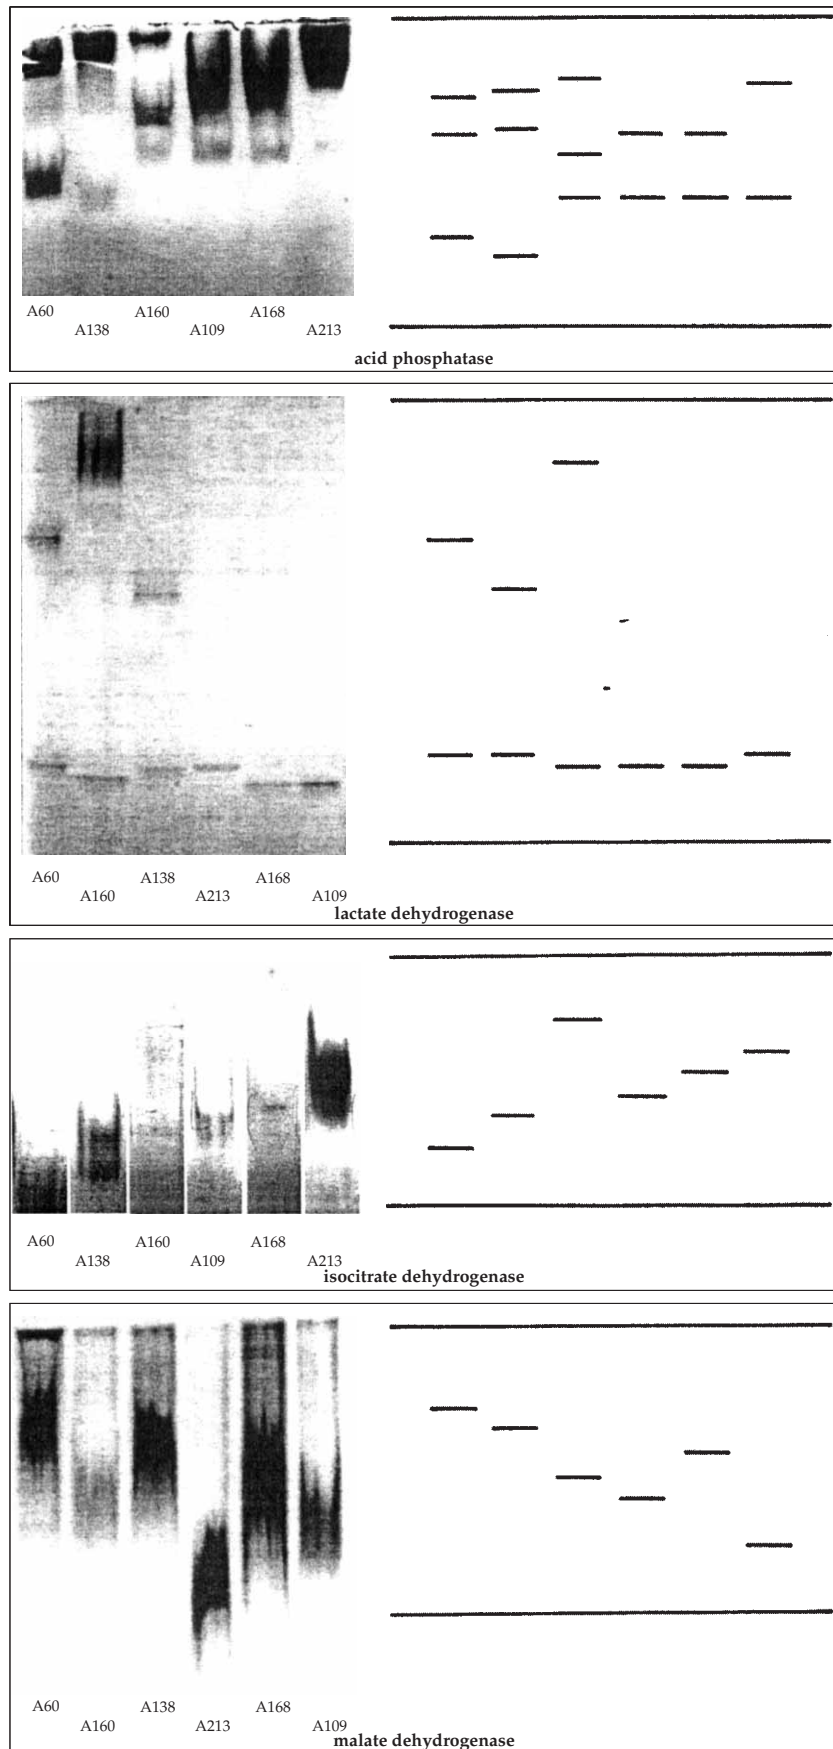 A60 A160 A168
A138 A109 A213
acid phosphatase
A60 A138 A168
A160 A213 A109
lactate dehydrogenase
A60 A160 A168
A138 A109 A213
isocitrate dehydrogenase
A60 A138 A168
A160 A213 A109
malate dehydrogenase